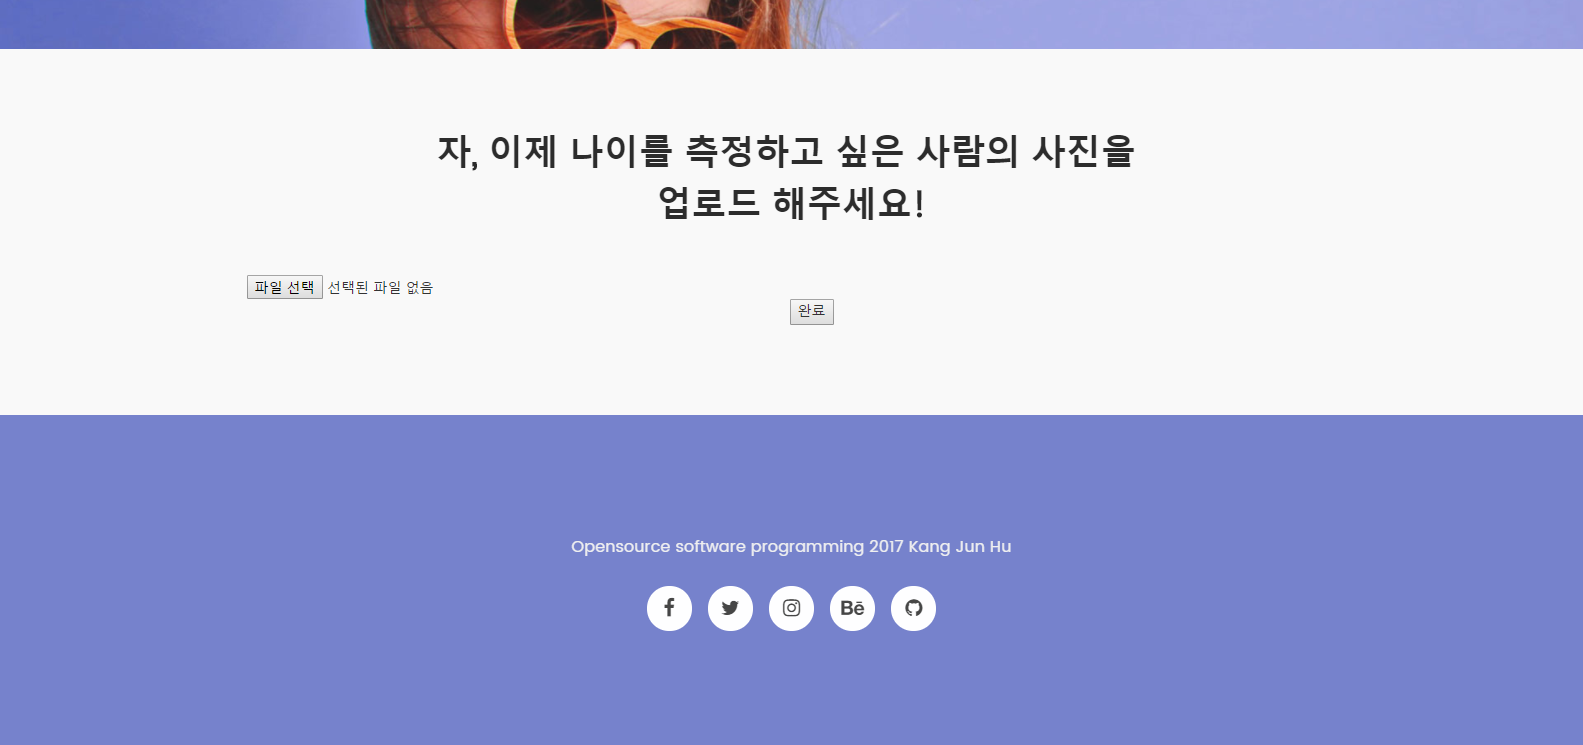 자, 이제 나이를 측정하고 싶은 사람의 사진을
업로드 해주세요!
파일 선택 선택된 파일 없음
완료
Opensource software programming 2017 Kang Jun Hu
Bē